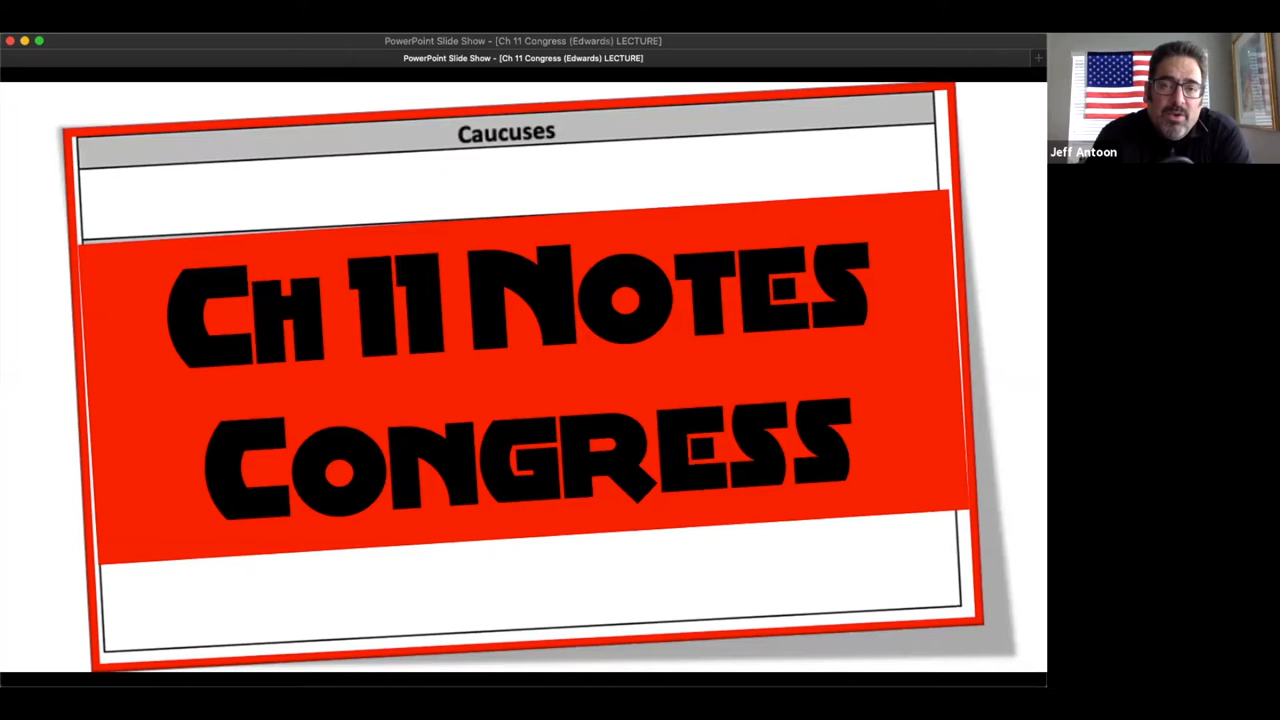 PowerPoint Slide Show - [Ch 11 Congress (Edwards) LECTURE]
PowerPoint Slide Show - [Ch 11 Congress (Edwards) LECTURE]
Caucuses
Ch 11 Notes
Congress
Jeff Antoon